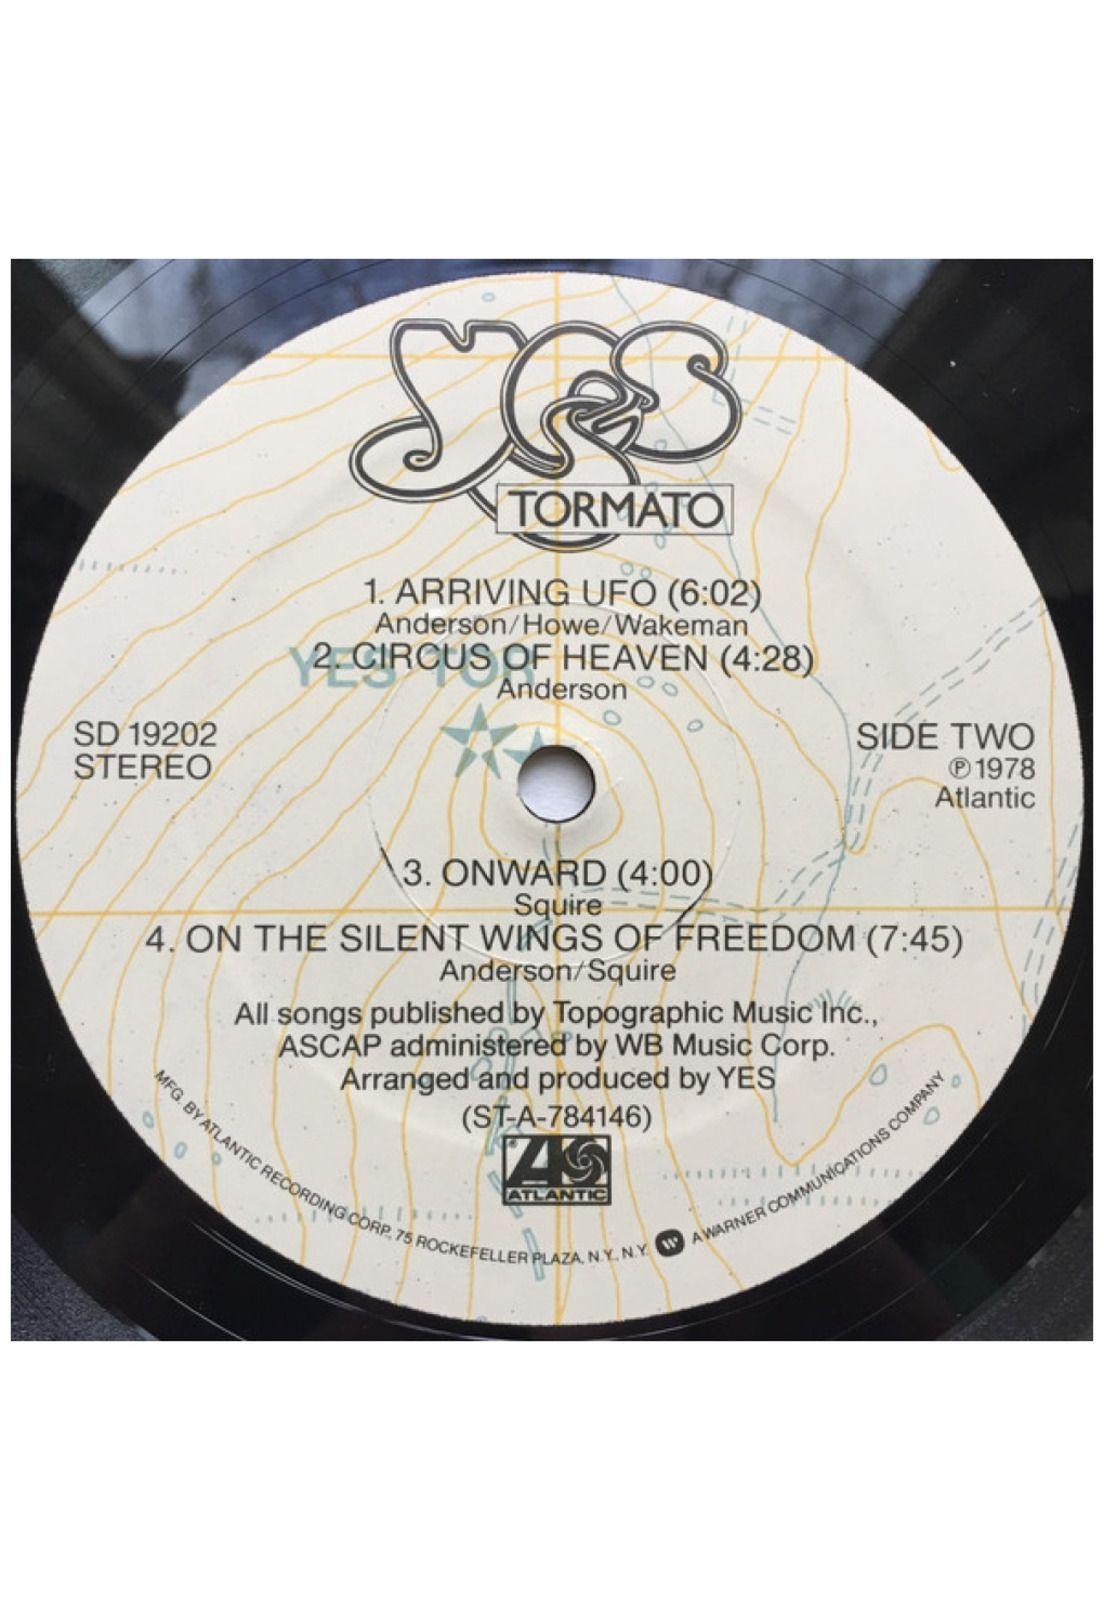 YES
TORMATO
1. ARRIVING UFO (6:02)
Anderson/Howe/Wakeman
2. CIRCUS OF HEAVEN (4:28)
Anderson
YES TOR
SD 19202
STEREO
SIDE TWO
℗ 1978
Atlantic
3. ONWARD (4:00)
Squire
4. ON THE SILENT WINGS OF FREEDOM (7:45)
Anderson/Squire
All songs published by Topographic Music Inc.,
ASCAP administered by WB Music Corp.
Arranged and produced by YES
(ST-A-784146)
ATLANTIC
MFG. BY ATLANTIC RECORDING CORP., 75 ROCKEFELLER PLAZA, N.Y., N.Y. A WARNER COMMUNICATIONS COMPANY